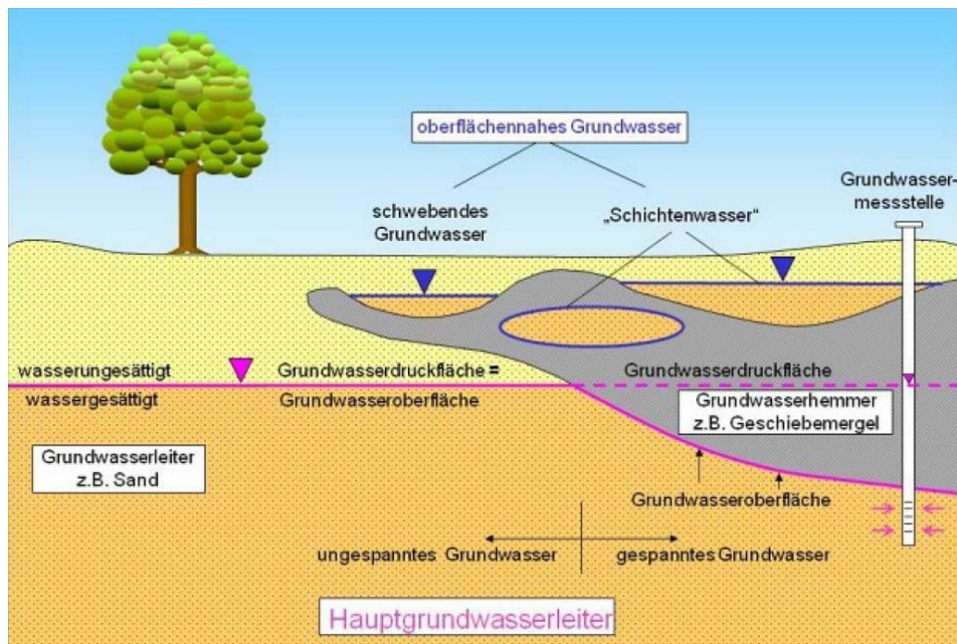 oberflächennahes Grundwasser
Grundwasser-
messstelle
schwebendes
Grundwasser
„Schichtenwasser“
wasserungesättigt
Grundwasserdruckfläche =
Grundwasserdruckfläche
wassergesättigt
Grundwasseroberfläche
Grundwasserhemmer
z.B. Geschiebemergel
Grundwasserleiter
z.B. Sand
Grundwasseroberfläche
ungespanntes Grundwasser
gespanntes Grundwasser
Hauptgrundwasserleiter